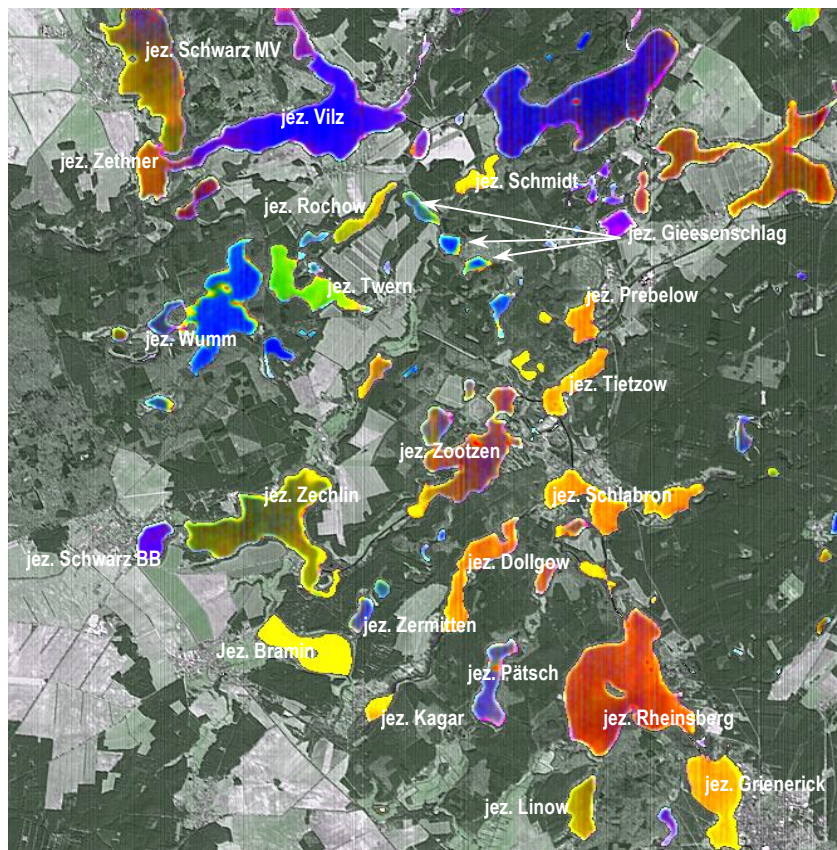 jez. Schwarz MV
jez. Vilz
jez. Zethner
jez. Schmidt
jez. Rochow
jez. Gieesenschlag
jez. Twern
jez. Prebelow
jez. Wumm
jez. Tietzow
jez. Zootzen
jez. Zechlin
jez. Schlabron
jez. Schwarz BB
jez. Dollgow
jez. Zermitten
Jez. Bramin
jez. Pätsch
jez. Kagar
jez. Rheinsberg
jez. Grienerick
jez. Linow